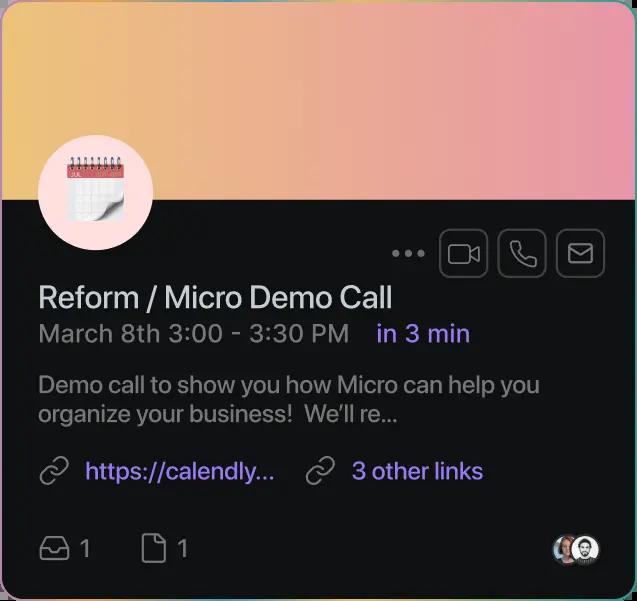 JUL
Reform / Micro Demo Call
March 8th 3:00 - 3:30 PM in 3 min
Demo call to show you how Micro can help you
organize your business! We’ll re...
https://calendly... 3 other links
1 1